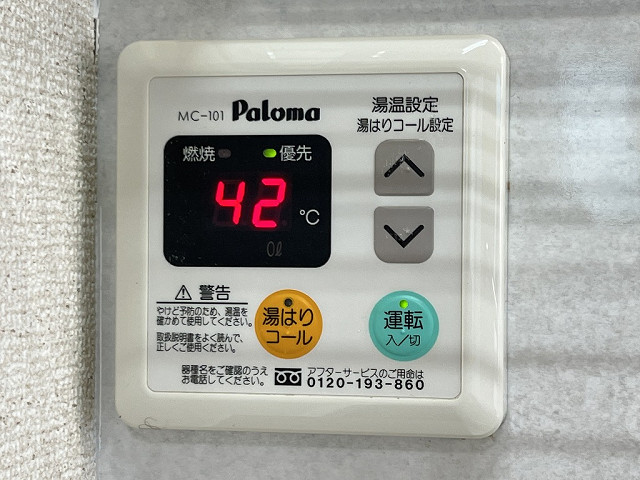 MC-101 Paloma
湯温設定
湯はりコール設定
燃焼 優先
42 ℃
0ℓ
警告
やけど予防のため、湯温を
確かめて使用してください。
取扱説明書をよく読んで、
正しくご使用ください。
湯はり
コール
運転
入/切
器種名をご確認のうえ
お電話してください。
アフターサービスのご用命は
0120-193-860